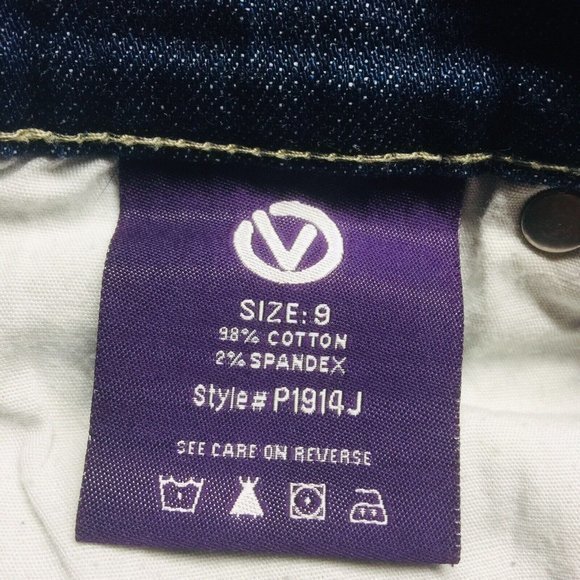 V
SIZE: 9
98% COTTON
2% SPANDEX
Style# P1914J
SEE CARE ON REVERSE